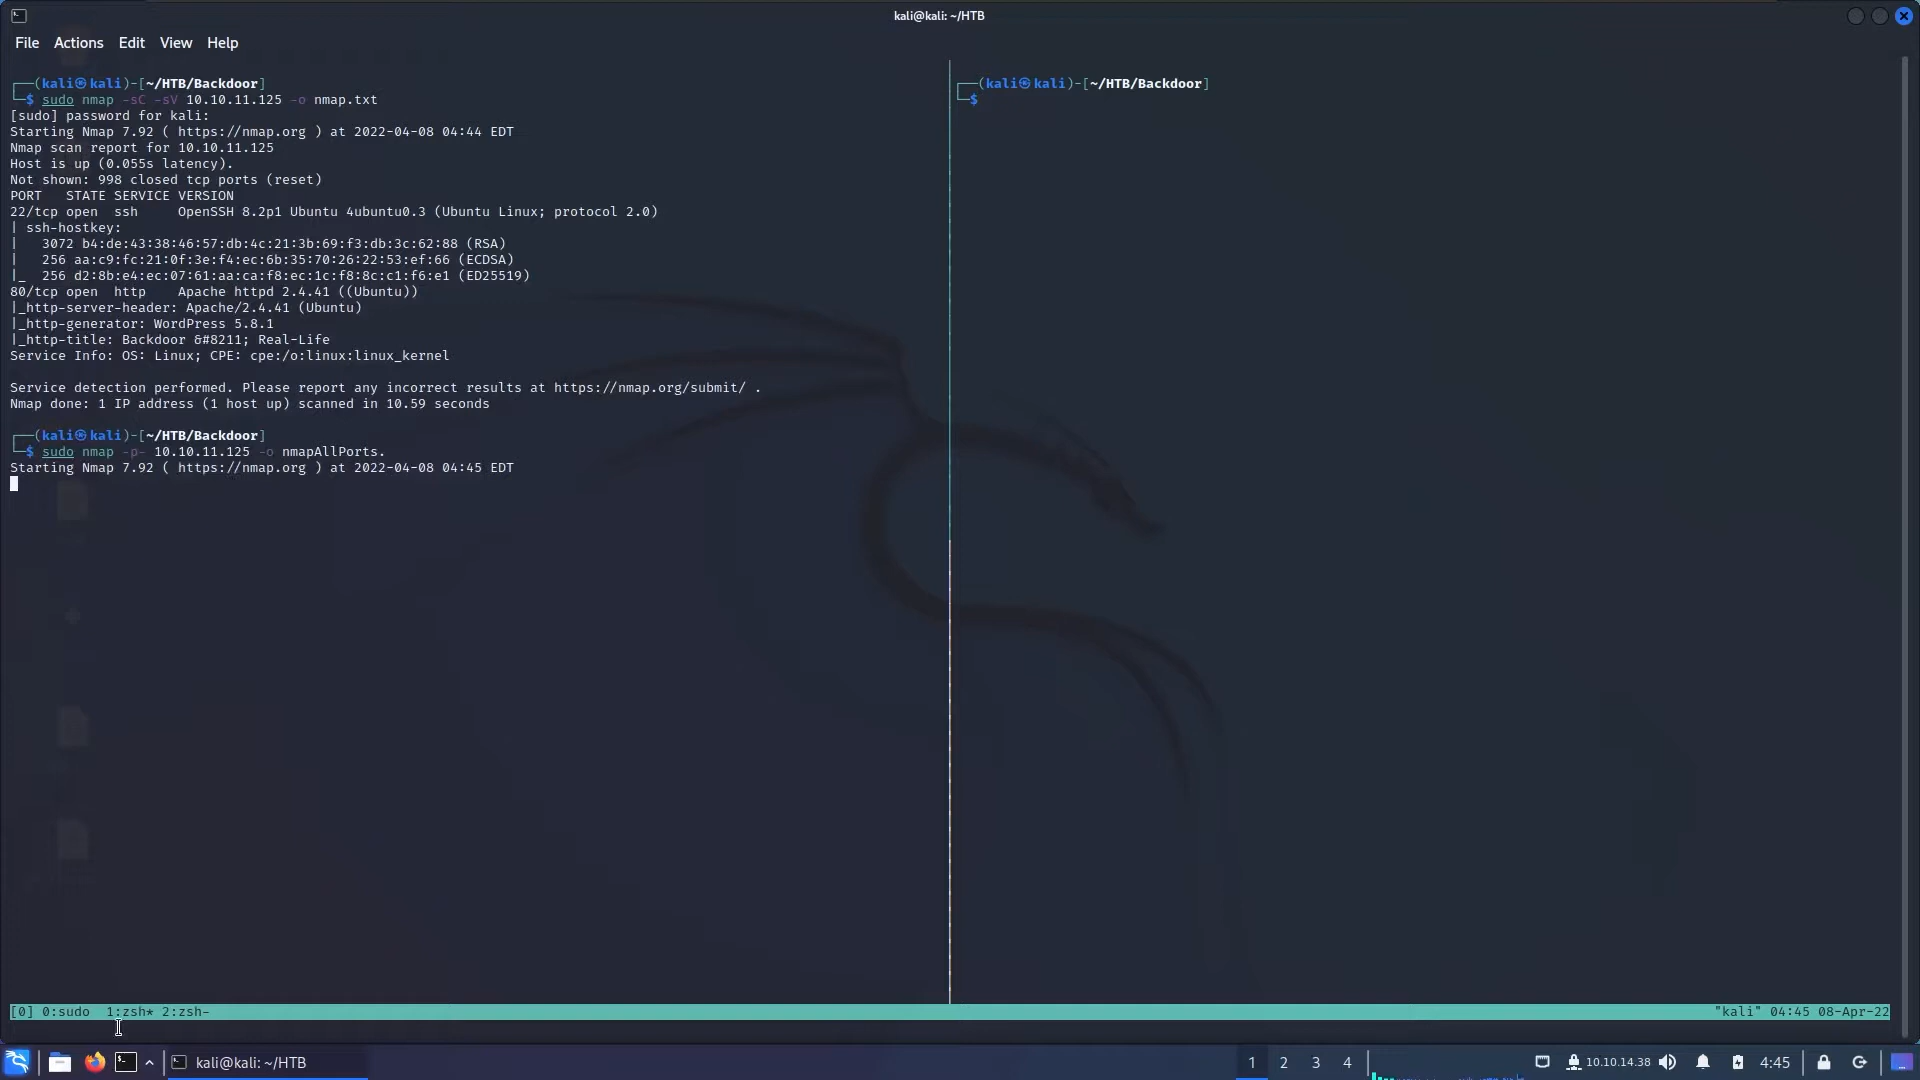 kali@kali: ~/HTB
File Actions Edit View Help
┌──(kali㉿kali)-[~/HTB/Backdoor]
└─$ sudo nmap -sC -sV 10.10.11.125 -o nmap.txt
[sudo] password for kali:
Starting Nmap 7.92 ( https://nmap.org ) at 2022-04-08 04:44 EDT
Nmap scan report for 10.10.11.125
Host is up (0.055s latency).
Not shown: 998 closed tcp ports (reset)
PORT   STATE SERVICE VERSION
22/tcp open  ssh     OpenSSH 8.2p1 Ubuntu 4ubuntu0.3 (Ubuntu Linux; protocol 2.0)
| ssh-hostkey:
|   3072 b4:de:43:38:46:57:db:4c:21:3b:69:f3:db:3c:62:88 (RSA)
|   256 aa:c9:fc:21:0f:3e:f4:ec:6b:35:70:26:22:53:ef:66 (ECDSA)
|_  256 d2:8b:e4:ec:07:61:aa:ca:f8:ec:1c:f8:8c:c1:f6:e1 (ED25519)
80/tcp open  http    Apache httpd 2.4.41 ((Ubuntu))
|_http-server-header: Apache/2.4.41 (Ubuntu)
|_http-generator: WordPress 5.8.1
|_http-title: Backdoor &#8211; Real-Life
Service Info: OS: Linux; CPE: cpe:/o:linux:linux_kernel
Service detection performed. Please report any incorrect results at https://nmap.org/submit/ .
Nmap done: 1 IP address (1 host up) scanned in 10.59 seconds
┌──(kali㉿kali)-[~/HTB/Backdoor]
└─$ sudo nmap -p- 10.10.11.125 -o nmapAllPorts.
Starting Nmap 7.92 ( https://nmap.org ) at 2022-04-08 04:45 EDT
┌──(kali㉿kali)-[~/HTB/Backdoor]
└─$
[0] 0:sudo  1:zsh* 2:zsh-
"kali" 04:45 08-Apr-22
kali@kali: ~/HTB
1 2 3 4
10.10.14.38
4:45